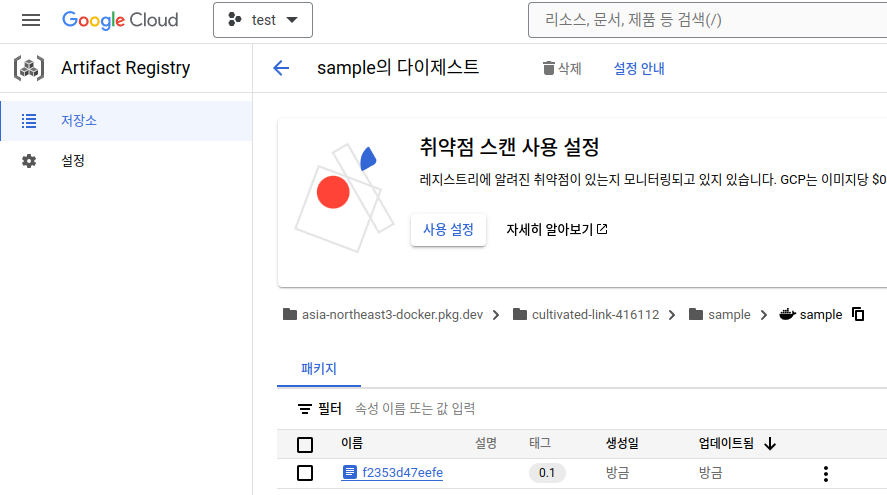 Google Cloud
test
리소스, 문서, 제품 등 검색(/)
Artifact Registry
sample의 다이제스트
삭제
설정 안내
저장소
설정
취약점 스캔 사용 설정
레지스트리에 알려진 취약점이 있는지 모니터링되고 있지 있습니다. GCP는 이미지당 $0
사용 설정
자세히 알아보기
asia-northeast3-docker.pkg.dev
cultivated-link-416112
sample
sample
패키지
필터 속성 이름 또는 값 입력
이름 설명 태그 생성일 업데이트됨
f2353d47eefe 0.1 방금 방금